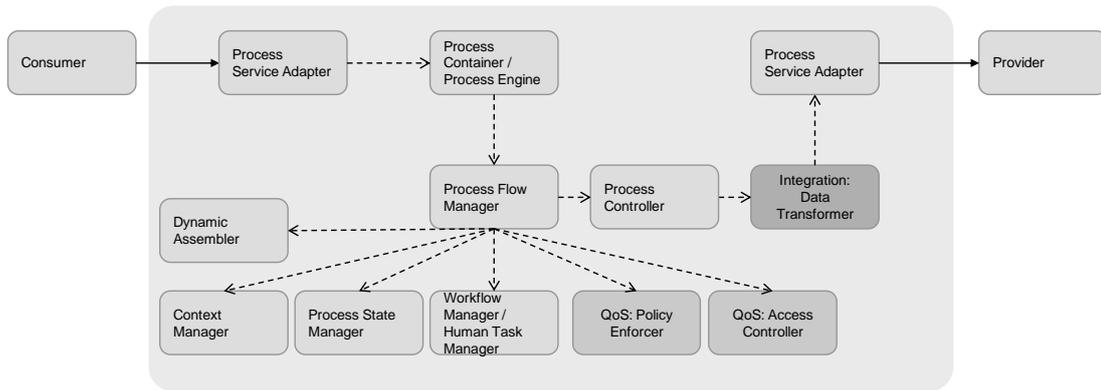 Consumer
Process
Service Adapter
Process
Container /
Process Engine
Process
Service Adapter
Provider
Process Flow
Manager
Process
Controller
Integration:
Data
Transformer
Dynamic
Assembler
Context
Manager
Process State
Manager
Workflow
Manager /
Human Task
Manager
QoS: Policy
Enforcer
QoS: Access
Controller